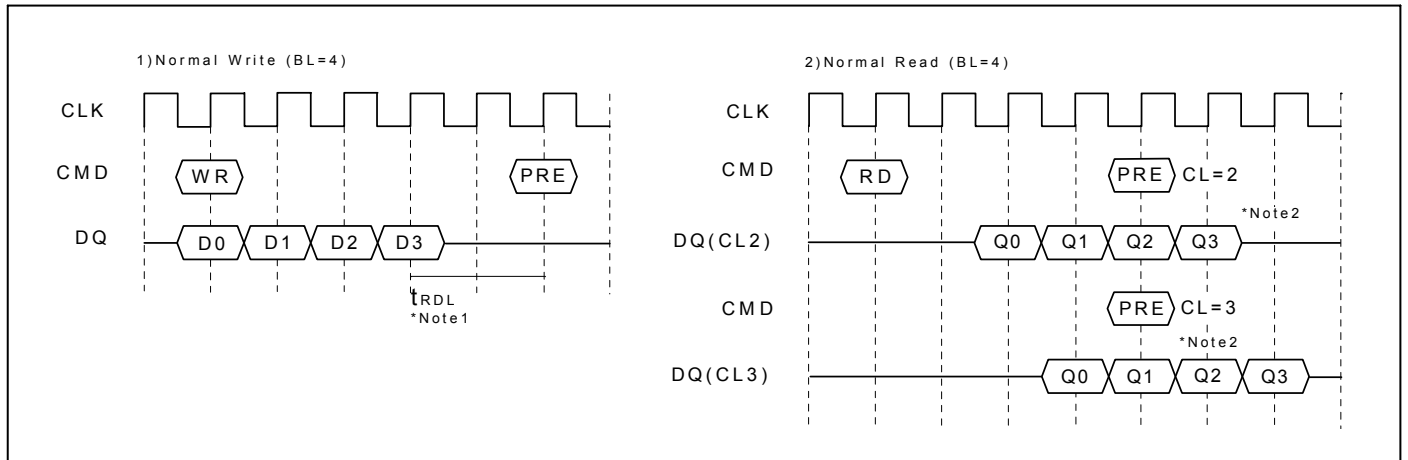 1)Normal Write (BL=4)
CLK
CMD
WR
PRE
DQ
D0 D1 D2 D3
tRDL
*Note1
2)Normal Read (BL=4)
CLK
CMD
RD
PRE CL=2
*Note2
DQ(CL2)
Q0 Q1 Q2 Q3
CMD
PRE CL=3
*Note2
DQ(CL3)
Q0 Q1 Q2 Q3